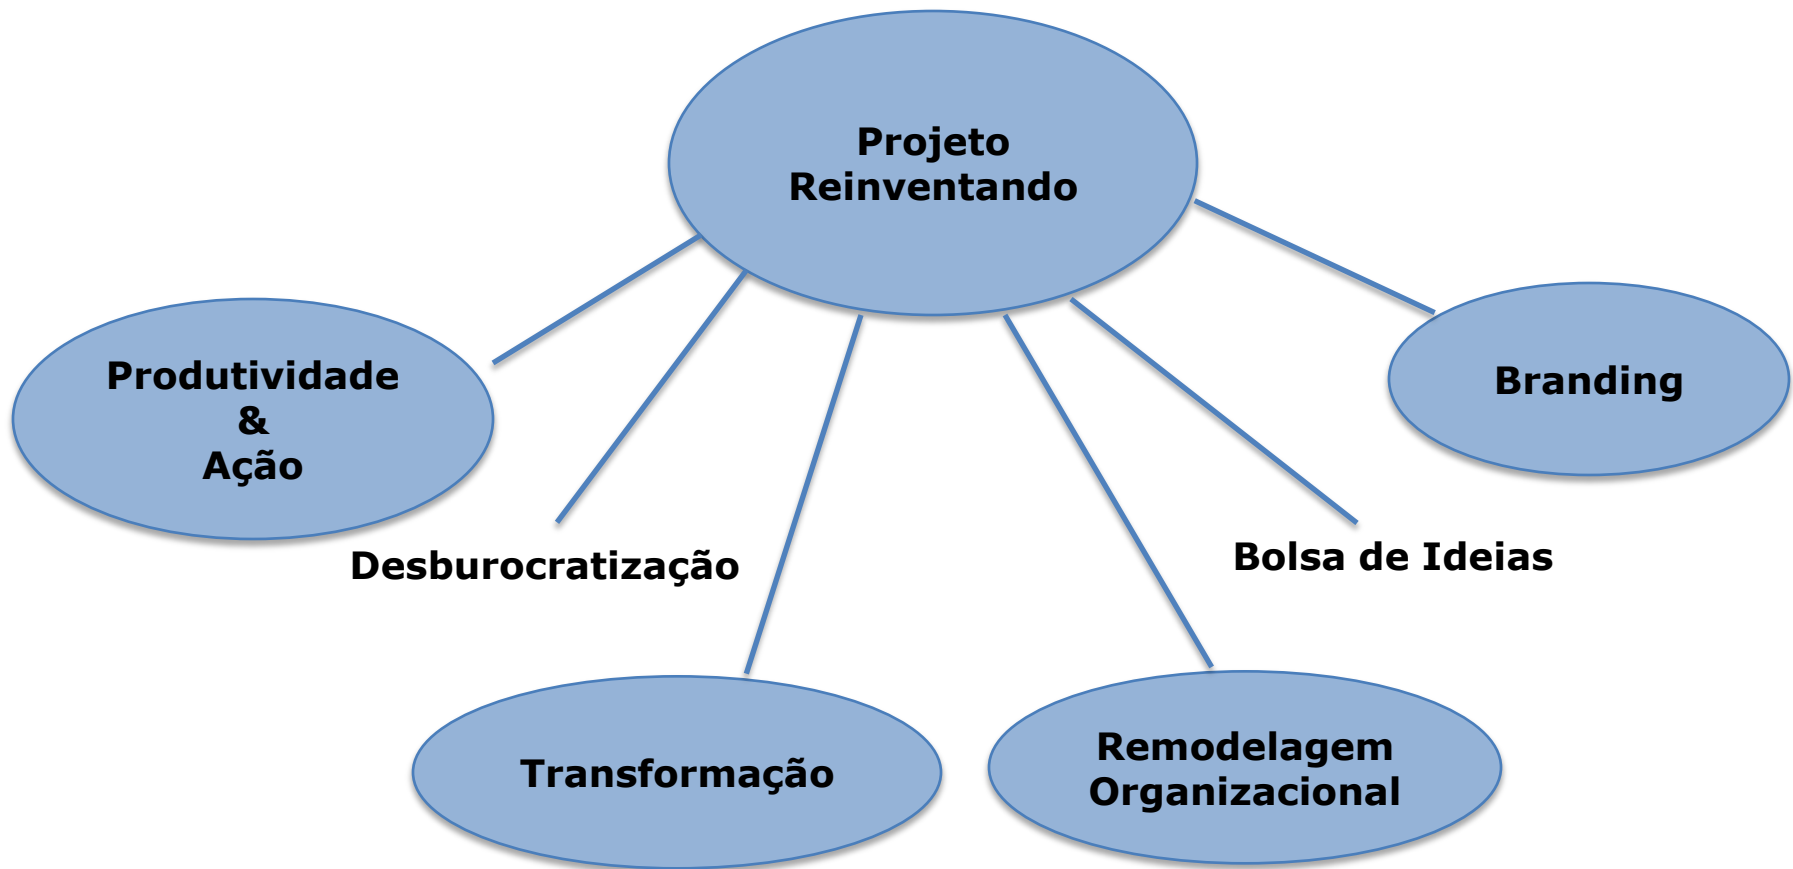 Projeto
Reinventando
Produtividade
&
Ação
Branding
Desburocratização
Bolsa de Ideias
Transformação
Remodelagem
Organizacional